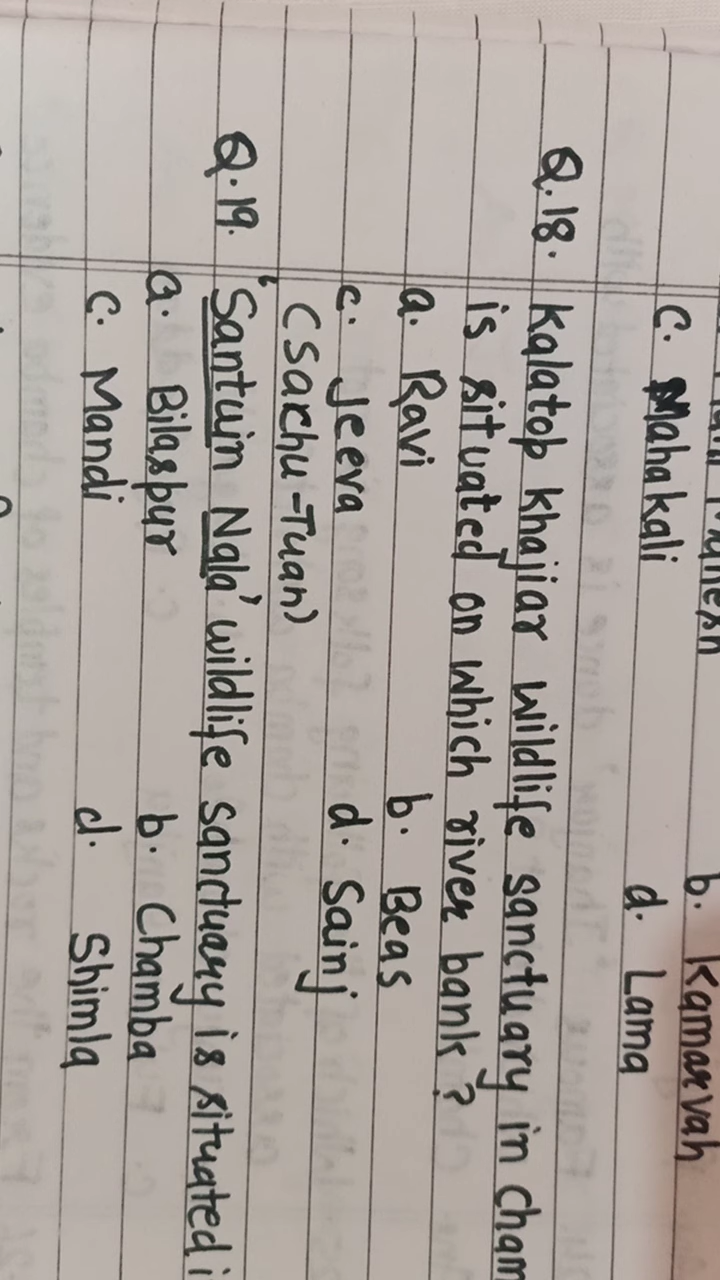 b. Kamarvah
c. Mahakali d. Lama
Q.18. Kalatop Khajiar wildlife sanctuary in cham
is situated on which river bank?
a. Ravi b. Beas
c. Jeeva d. Sainj
(Sachu-Tuan)
Q.19. 'Santuin Nala' wildlife sanctuary is situated i
a. Bilaspur b. Chamba
c. Mandi d. Shimla